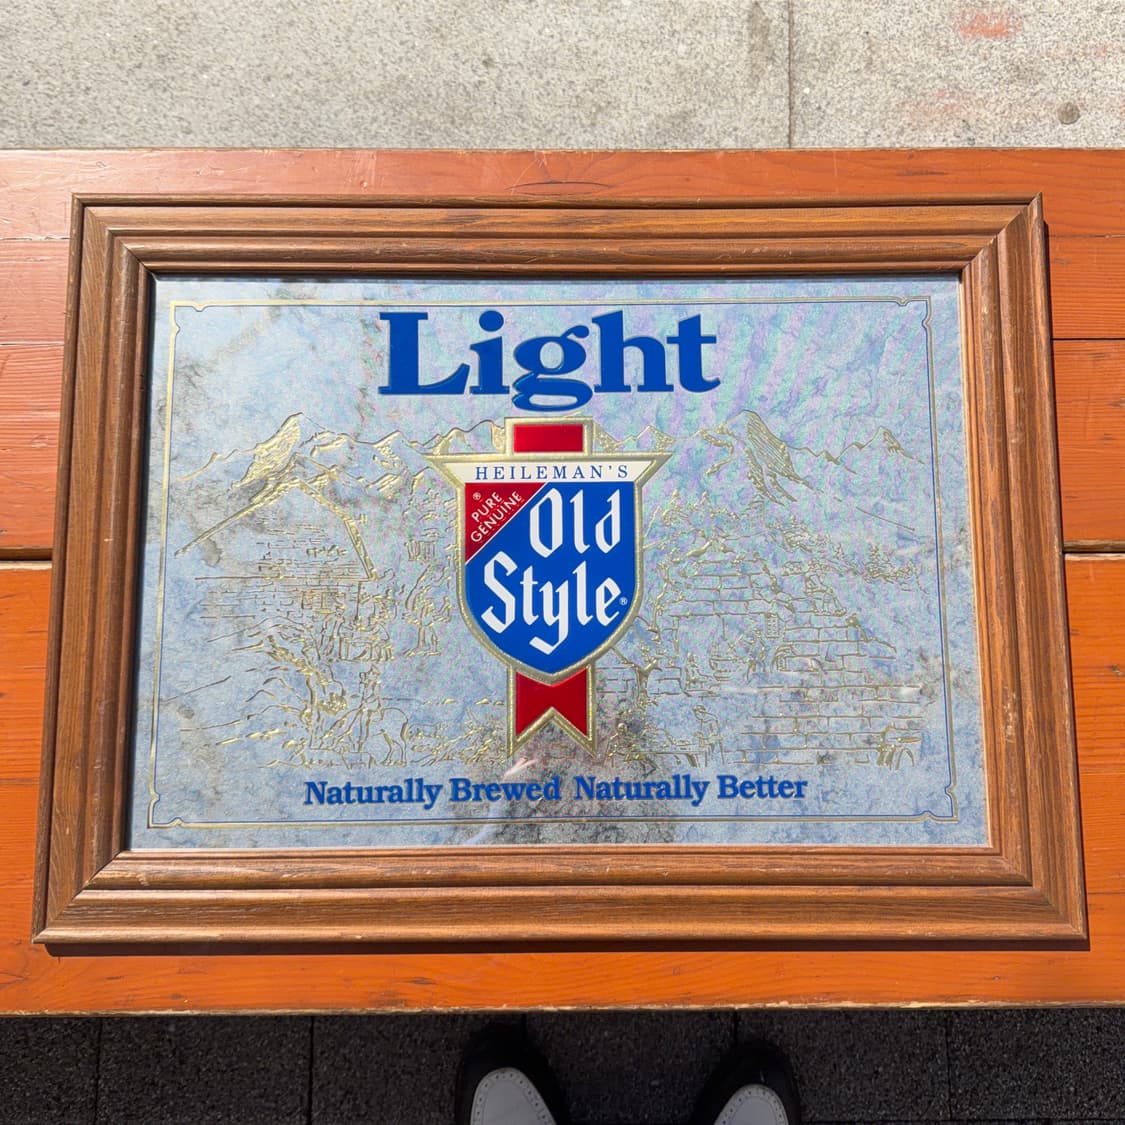 Light
HEILEMAN'S
® PURE
GENUINE
Old
Style®
Naturally Brewed Naturally Better